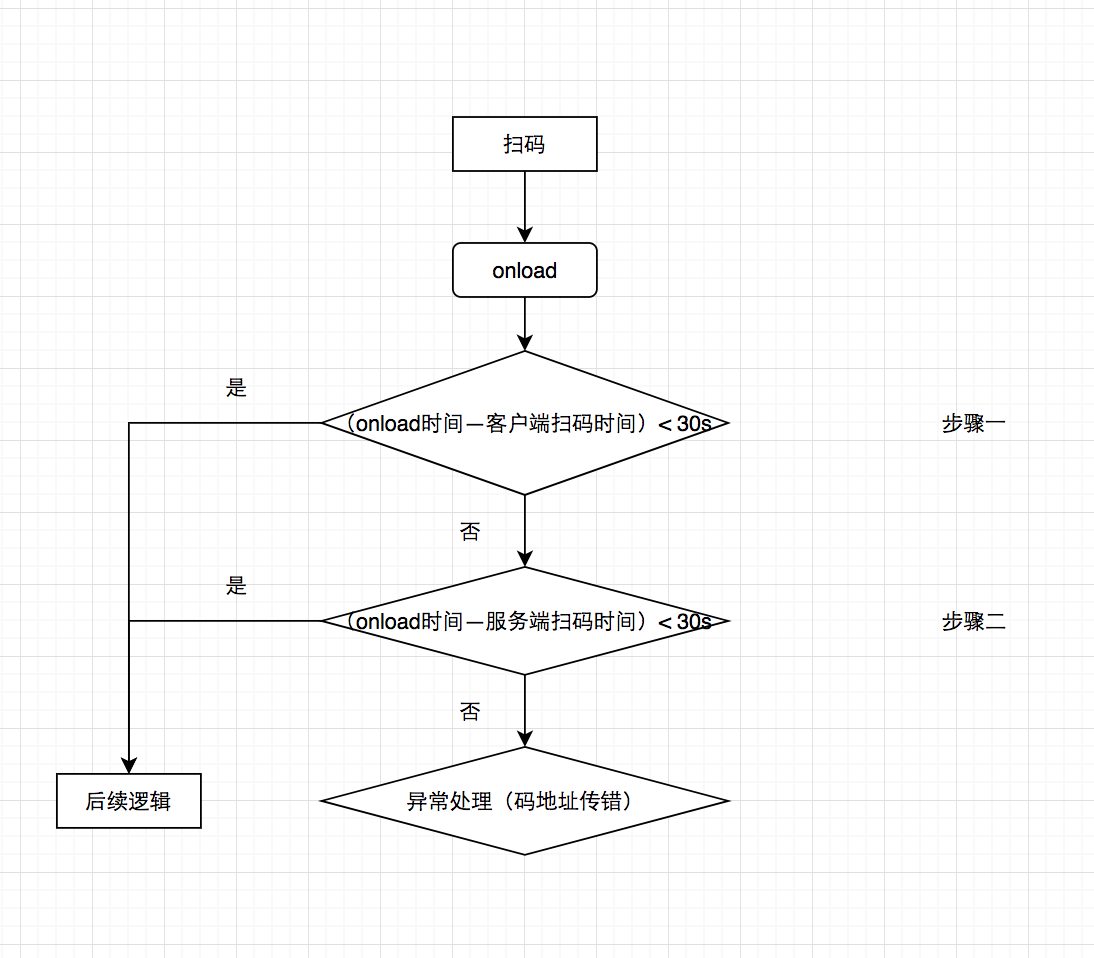 扫码
onload
是
（onload时间—客户端扫码时间）< 30s
步骤一
否
是
（onload时间—服务端扫码时间）< 30s
步骤二
否
后续逻辑
异常处理（码地址传错）